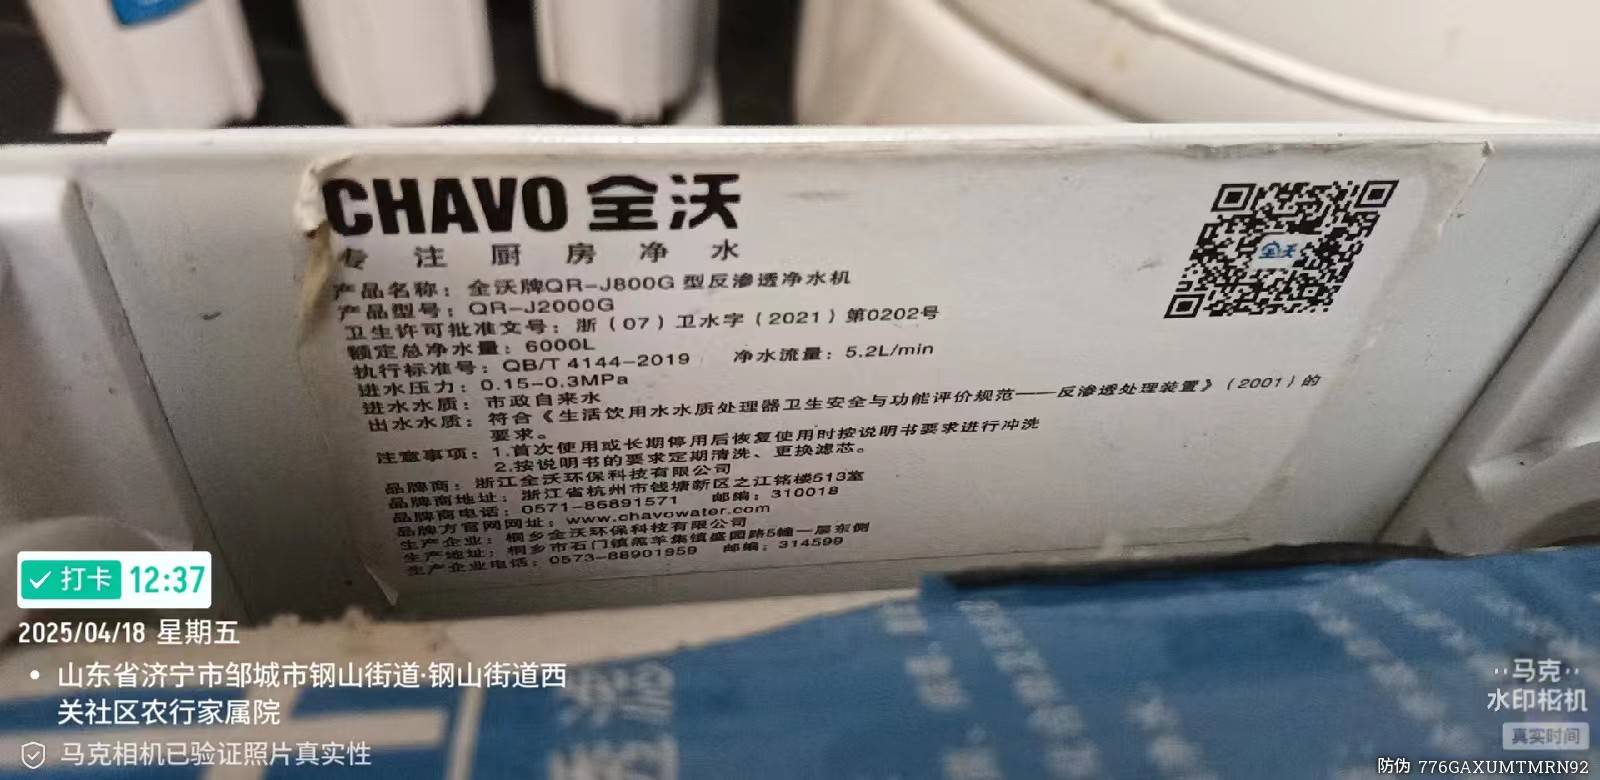 CHAVO 全沃
专注厨房净水
全沃
产品名称：全沃牌QR-J800G 型反渗透净水机
产品型号：QR-J2000G
卫生许可批准文号：浙（07）卫水字（2021）第0202号
额定总净水量：6000L
执行标准号：QB/T 4144-2019 净水流量：5.2L/min
进水压力：0.15-0.3MPa
进水水质：市政自来水
出水水质：符合《生活饮用水水质处理器卫生安全与功能评价规范——反渗透处理装置》（2001）的
要求。
注意事项：1.首次使用或长期停用后恢复使用时按说明书要求进行冲洗
2.按说明书的要求定期清洗、更换滤芯。
品牌商：浙江全沃环保科技有限公司
品牌商地址：浙江省杭州市钱塘新区之江铭楼513室
品牌商电话：0571-86891571 邮编：310018
品牌方官网网址：www.chavowater.com
生产企业：桐乡全沃环保科技有限公司
生产地址：桐乡市石门镇羔羊集镇盛园路5幢一层东侧
生产企业电话：0573-88901959 邮编：314599
打卡 12:37
2025/04/18 星期五
山东省济宁市邹城市钢山街道·钢山街道西
关社区农行家属院
马克相机已验证照片真实性
马克
水印相机
真实时间
防伪 776GAXUMTMRN92